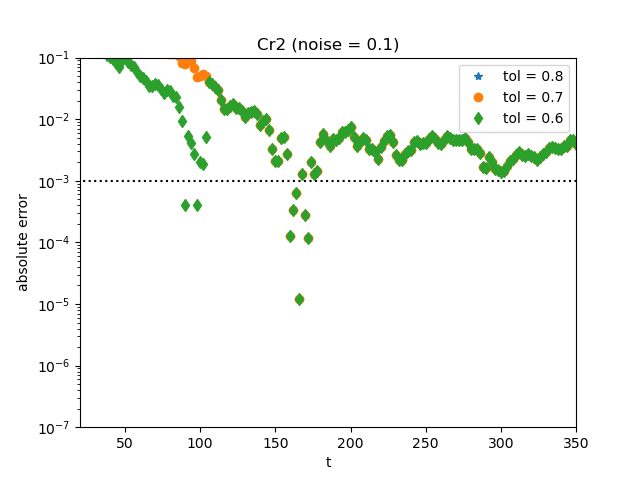 Cr2 (noise = 0.1)
absolute error
10⁻¹
10⁻²
10⁻³
10⁻⁴
10⁻⁵
10⁻⁶
10⁻⁷
tol = 0.8
tol = 0.7
tol = 0.6
50 100 150 200 250 300 350
t